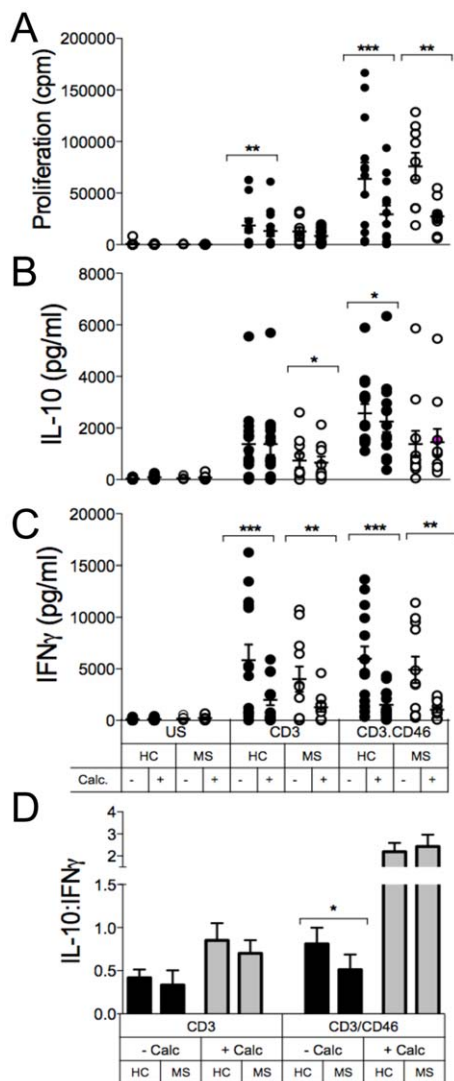 A
Proliferation (cpm)
200000
150000
100000
50000
0
**
***
**
B
IL-10 (pg/ml)
8000
6000
4000
2000
0
*
*
C
IFNγ (pg/ml)
20000
15000
10000
5000
0
***
**
***
**
US CD3 CD3.CD46
HC MS HC MS HC MS
Calc. - + - + - + - + - + - +
D
IL-10:IFNγ
4
3
2
1.5
1.0
0.5
0.0
*
CD3 CD3/CD46
- Calc + Calc - Calc + Calc
HC MS HC MS HC MS HC MS